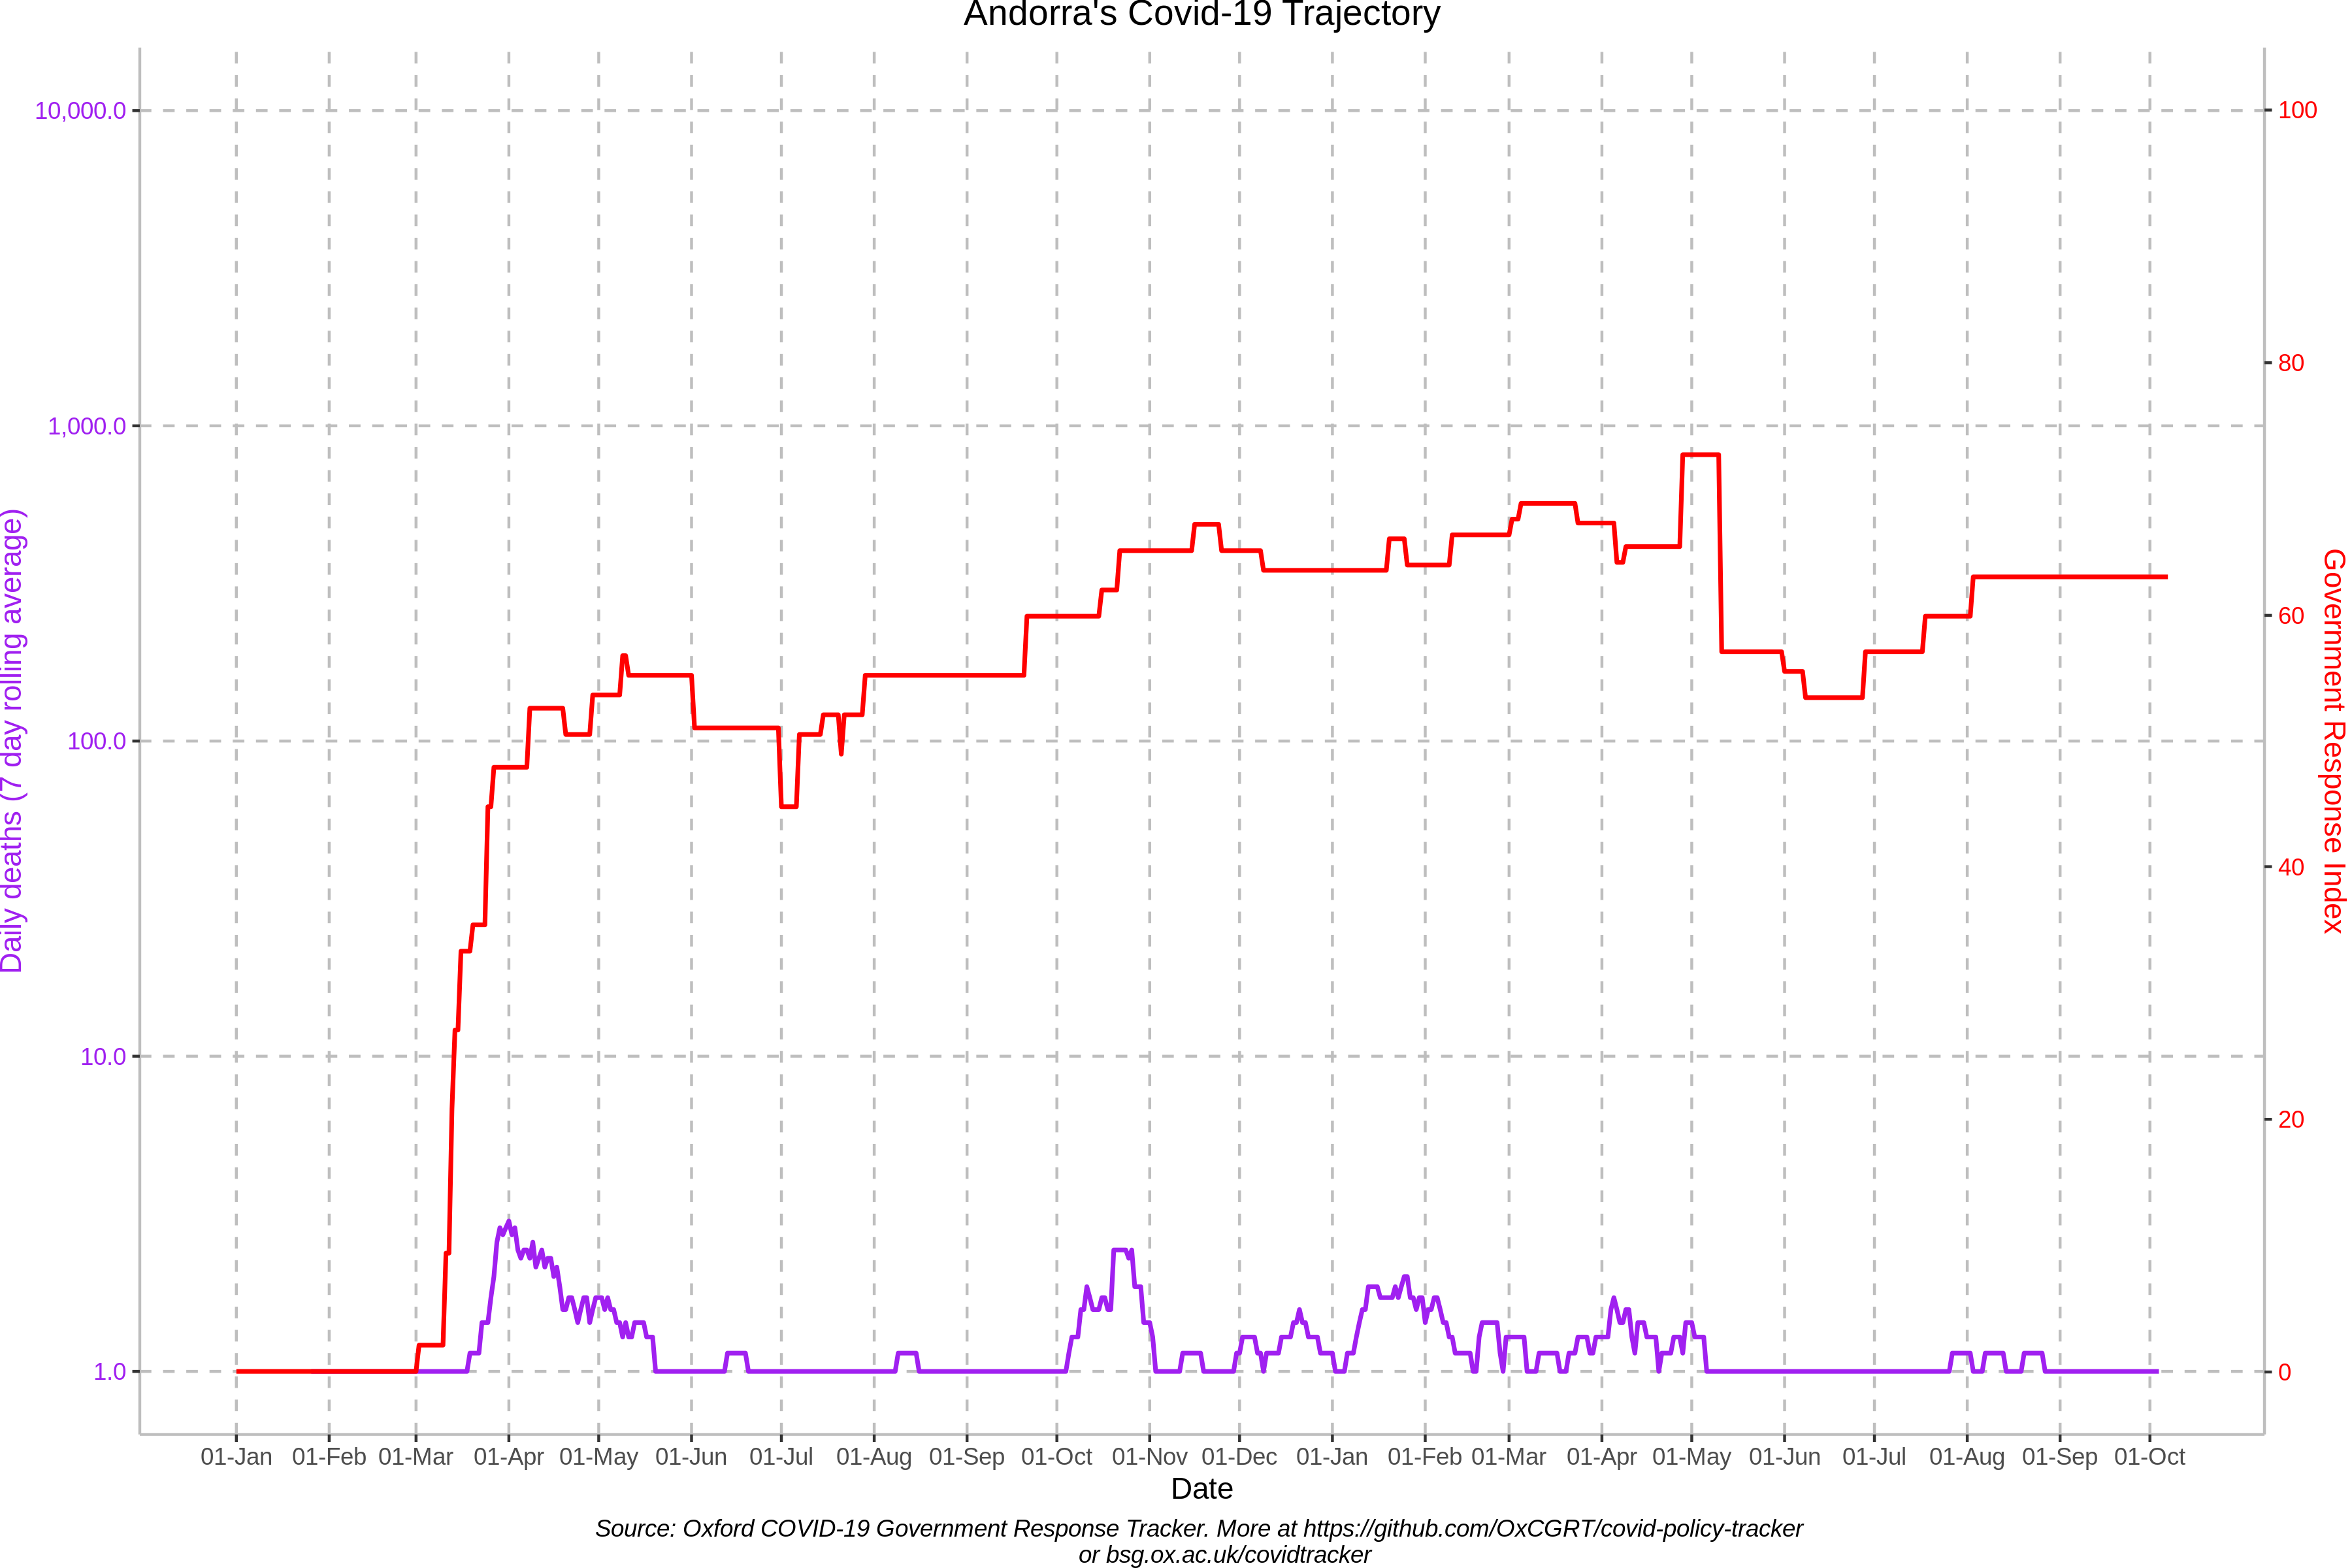 Andorra's Covid-19 Trajectory
10,000.0
1,000.0
100.0
10.0
1.0
Daily deaths (7 day rolling average)
100
80
60
40
20
0
Government Response Index
01-Jan 01-Feb 01-Mar 01-Apr 01-May 01-Jun 01-Jul 01-Aug 01-Sep 01-Oct 01-Nov 01-Dec 01-Jan 01-Feb 01-Mar 01-Apr 01-May 01-Jun 01-Jul 01-Aug 01-Sep 01-Oct
Date
Source: Oxford COVID-19 Government Response Tracker. More at https://github.com/OxCGRT/covid-policy-tracker
or bsg.ox.ac.uk/covidtracker